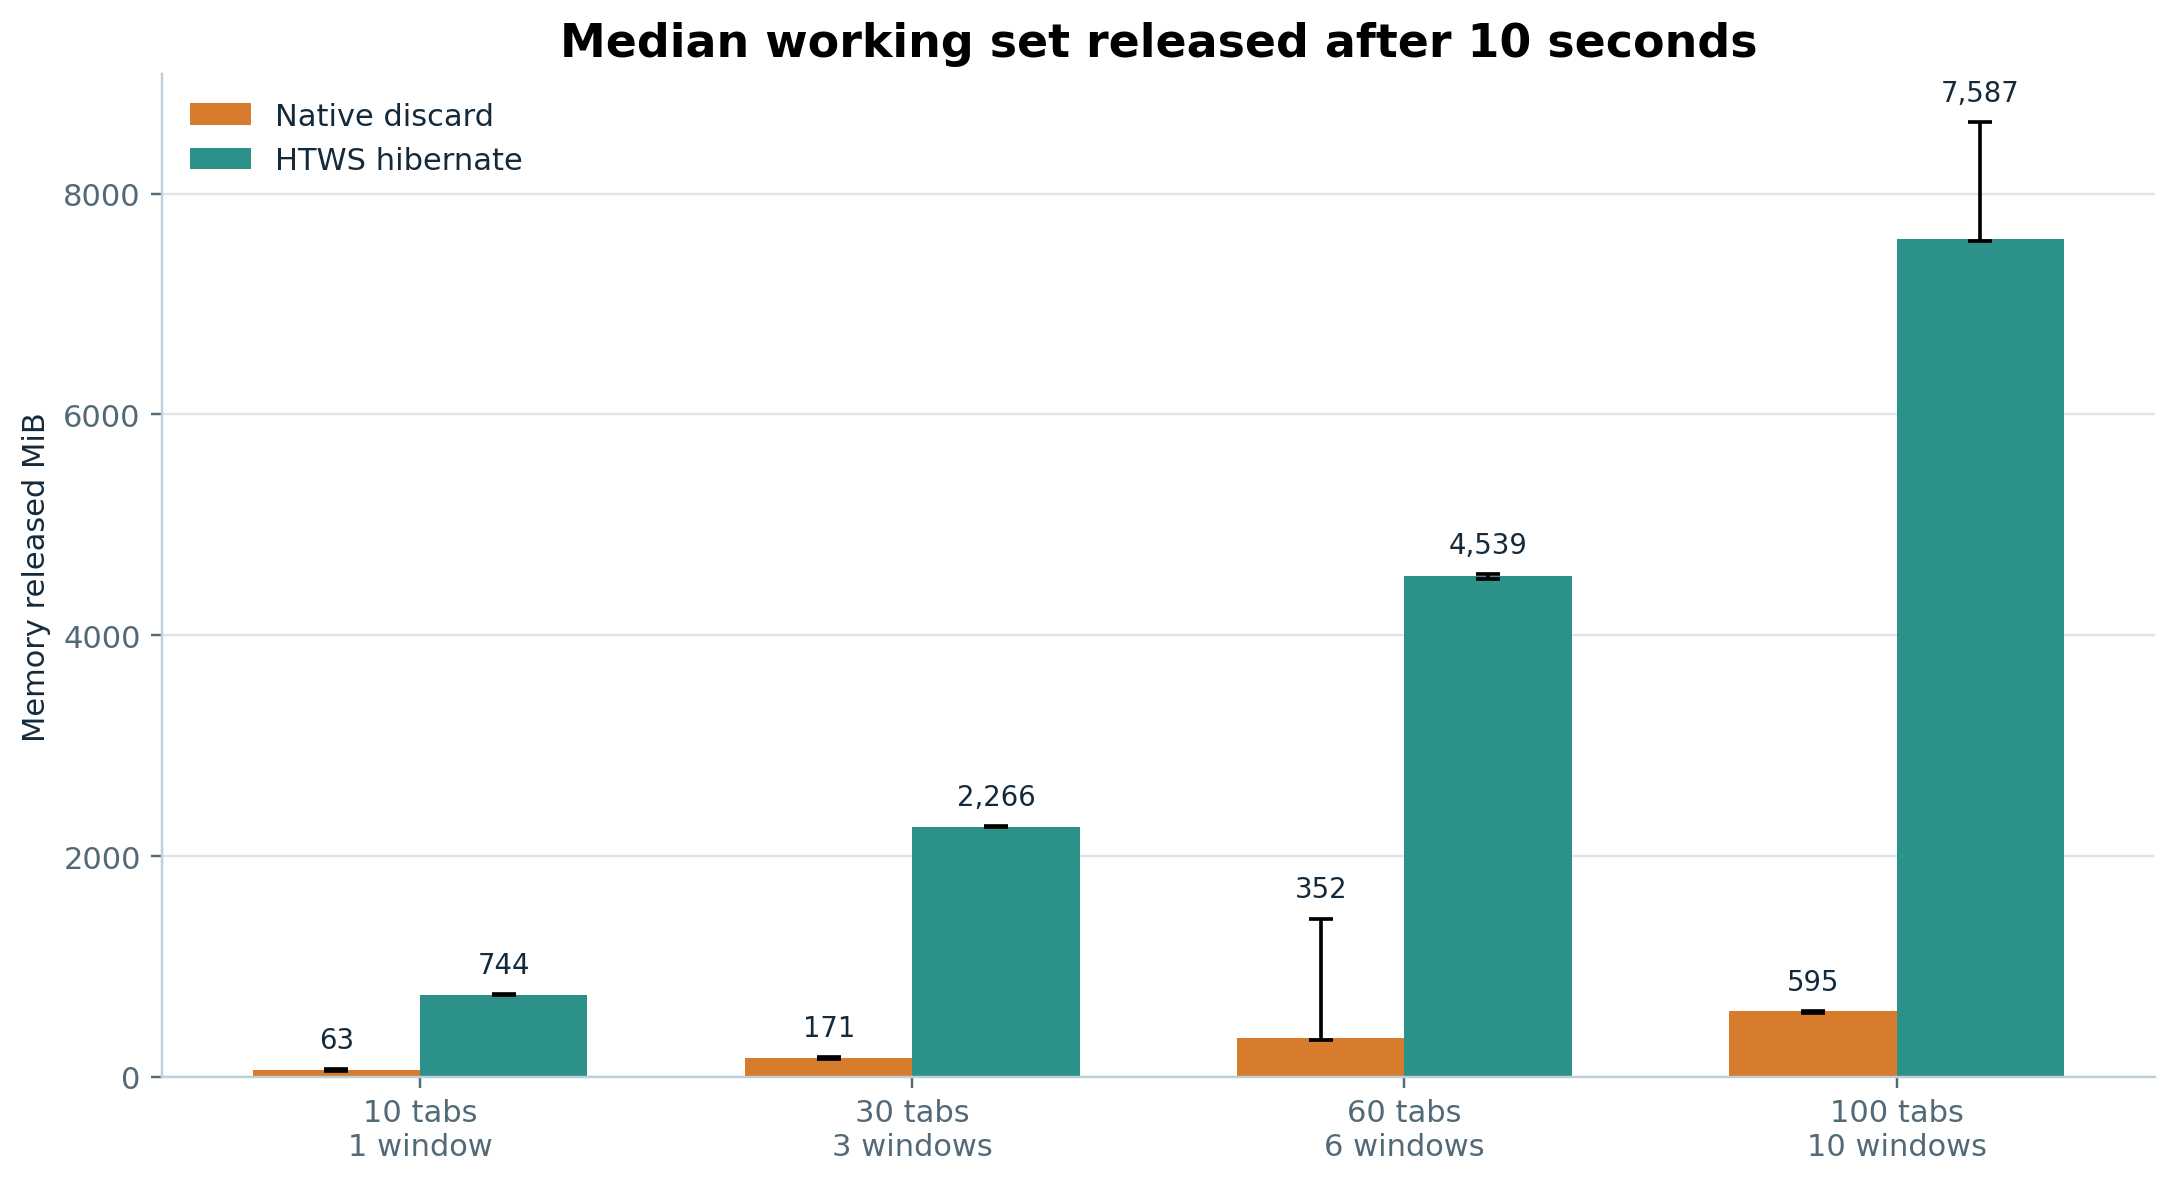 Median working set released after 10 seconds
Native discard
HTWS hibernate
Memory released MiB
8000
6000
4000
2000
0
63
744
171
2,266
352
4,539
595
7,587
10 tabs
1 window
30 tabs
3 windows
60 tabs
6 windows
100 tabs
10 windows